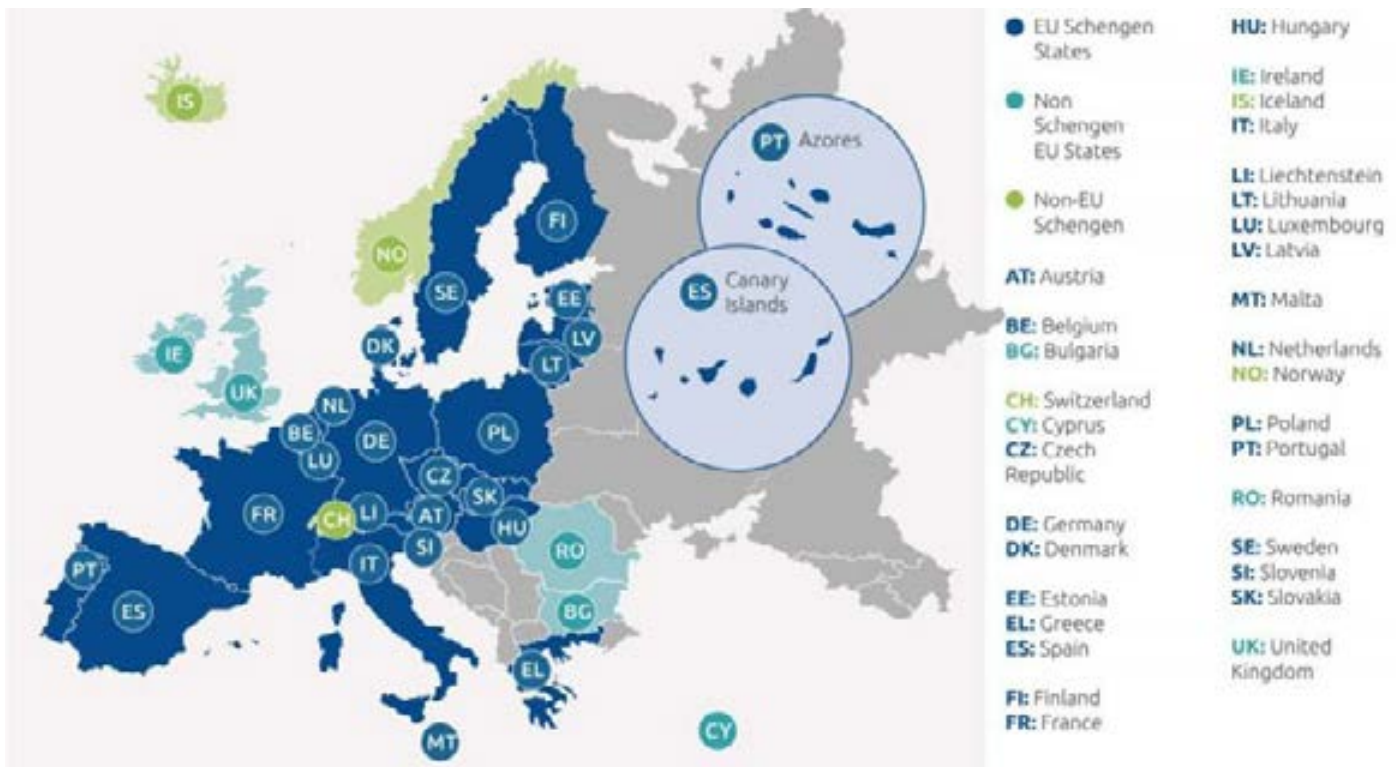 IS
NO
FI
SE
EE
LV
LT
DK
IE
UK
NL
BE
LU
DE
PL
CZ
SK
FR
CH
LI
AT
HU
SI
RO
IT
PT
ES
BG
EL
MT
CY
PT Azores
ES Canary
Islands
EU Schengen
States
Non
Schengen
EU States
Non-EU
Schengen
AT: Austria
BE: Belgium
BG: Bulgaria
CH: Switzerland
CY: Cyprus
CZ: Czech
Republic
DE: Germany
DK: Denmark
EE: Estonia
EL: Greece
ES: Spain
FI: Finland
FR: France
HU: Hungary
IE: Ireland
IS: Iceland
IT: Italy
LI: Liechtenstein
LT: Lithuania
LU: Luxembourg
LV: Latvia
MT: Malta
NL: Netherlands
NO: Norway
PL: Poland
PT: Portugal
RO: Romania
SE: Sweden
SI: Slovenia
SK: Slovakia
UK: United
Kingdom